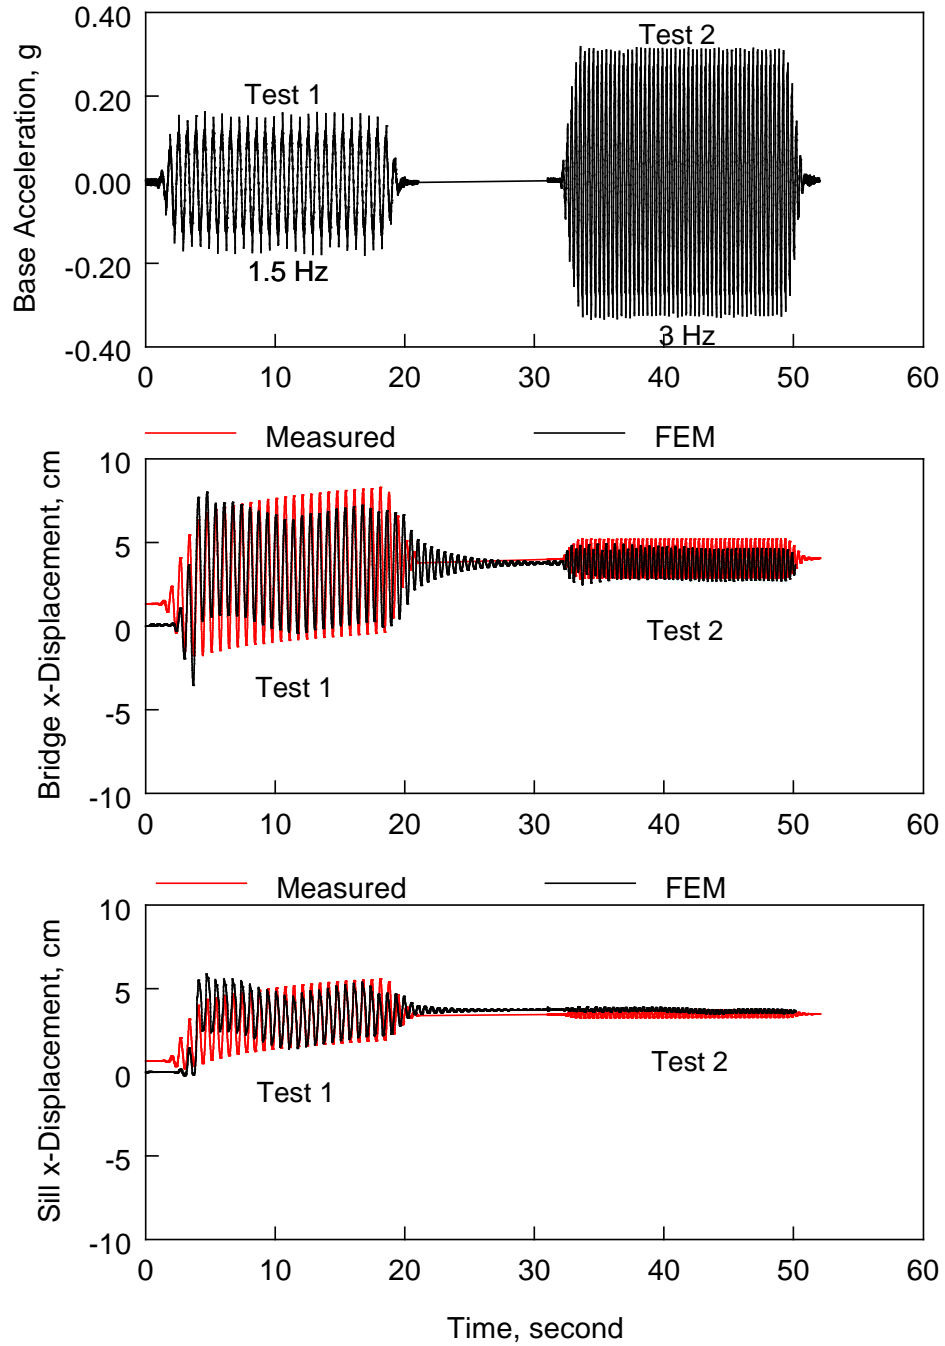 Base Acceleration, g
0.40
0.20
0.00
-0.20
-0.40
Test 1
Test 2
1.5 Hz
3 Hz
0 10 20 30 40 50 60
Measured FEM
Bridge x-Displacement, cm
10
5
0
-5
-10
Test 1
Test 2
0 10 20 30 40 50 60
Measured FEM
Sill x-Displacement, cm
10
5
0
-5
-10
Test 1
Test 2
0 10 20 30 40 50 60
Time, second